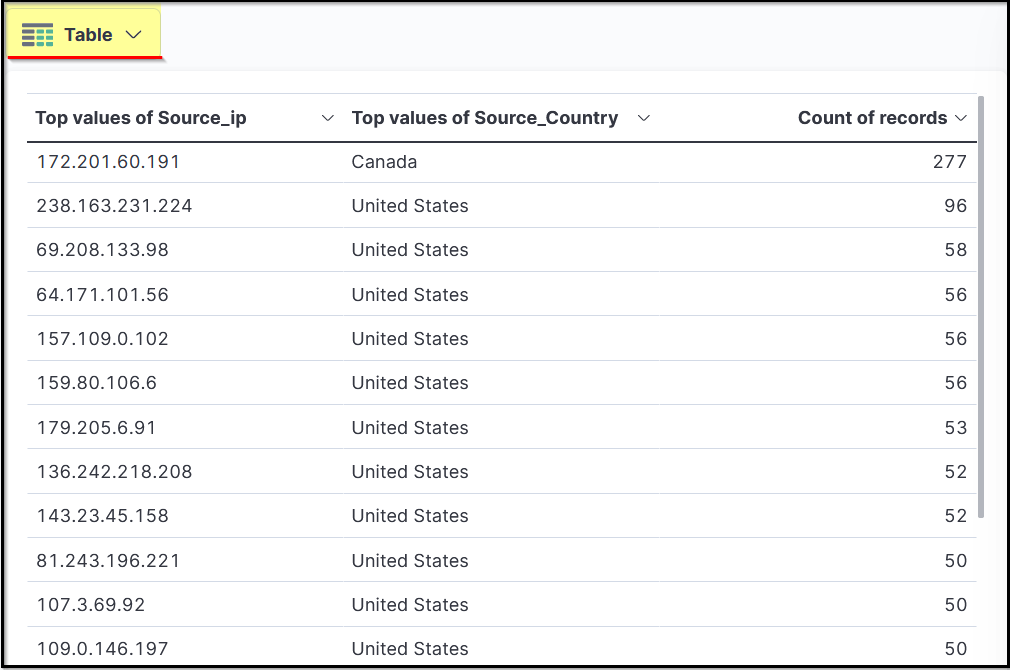 Table
Top values of Source_ip Top values of Source_Country Count of records
172.201.60.191 Canada 277
238.163.231.224 United States 96
69.208.133.98 United States 58
64.171.101.56 United States 56
157.109.0.102 United States 56
159.80.106.6 United States 56
179.205.6.91 United States 53
136.242.218.208 United States 52
143.23.45.158 United States 52
81.243.196.221 United States 50
107.3.69.92 United States 50
109.0.146.197 United States 50